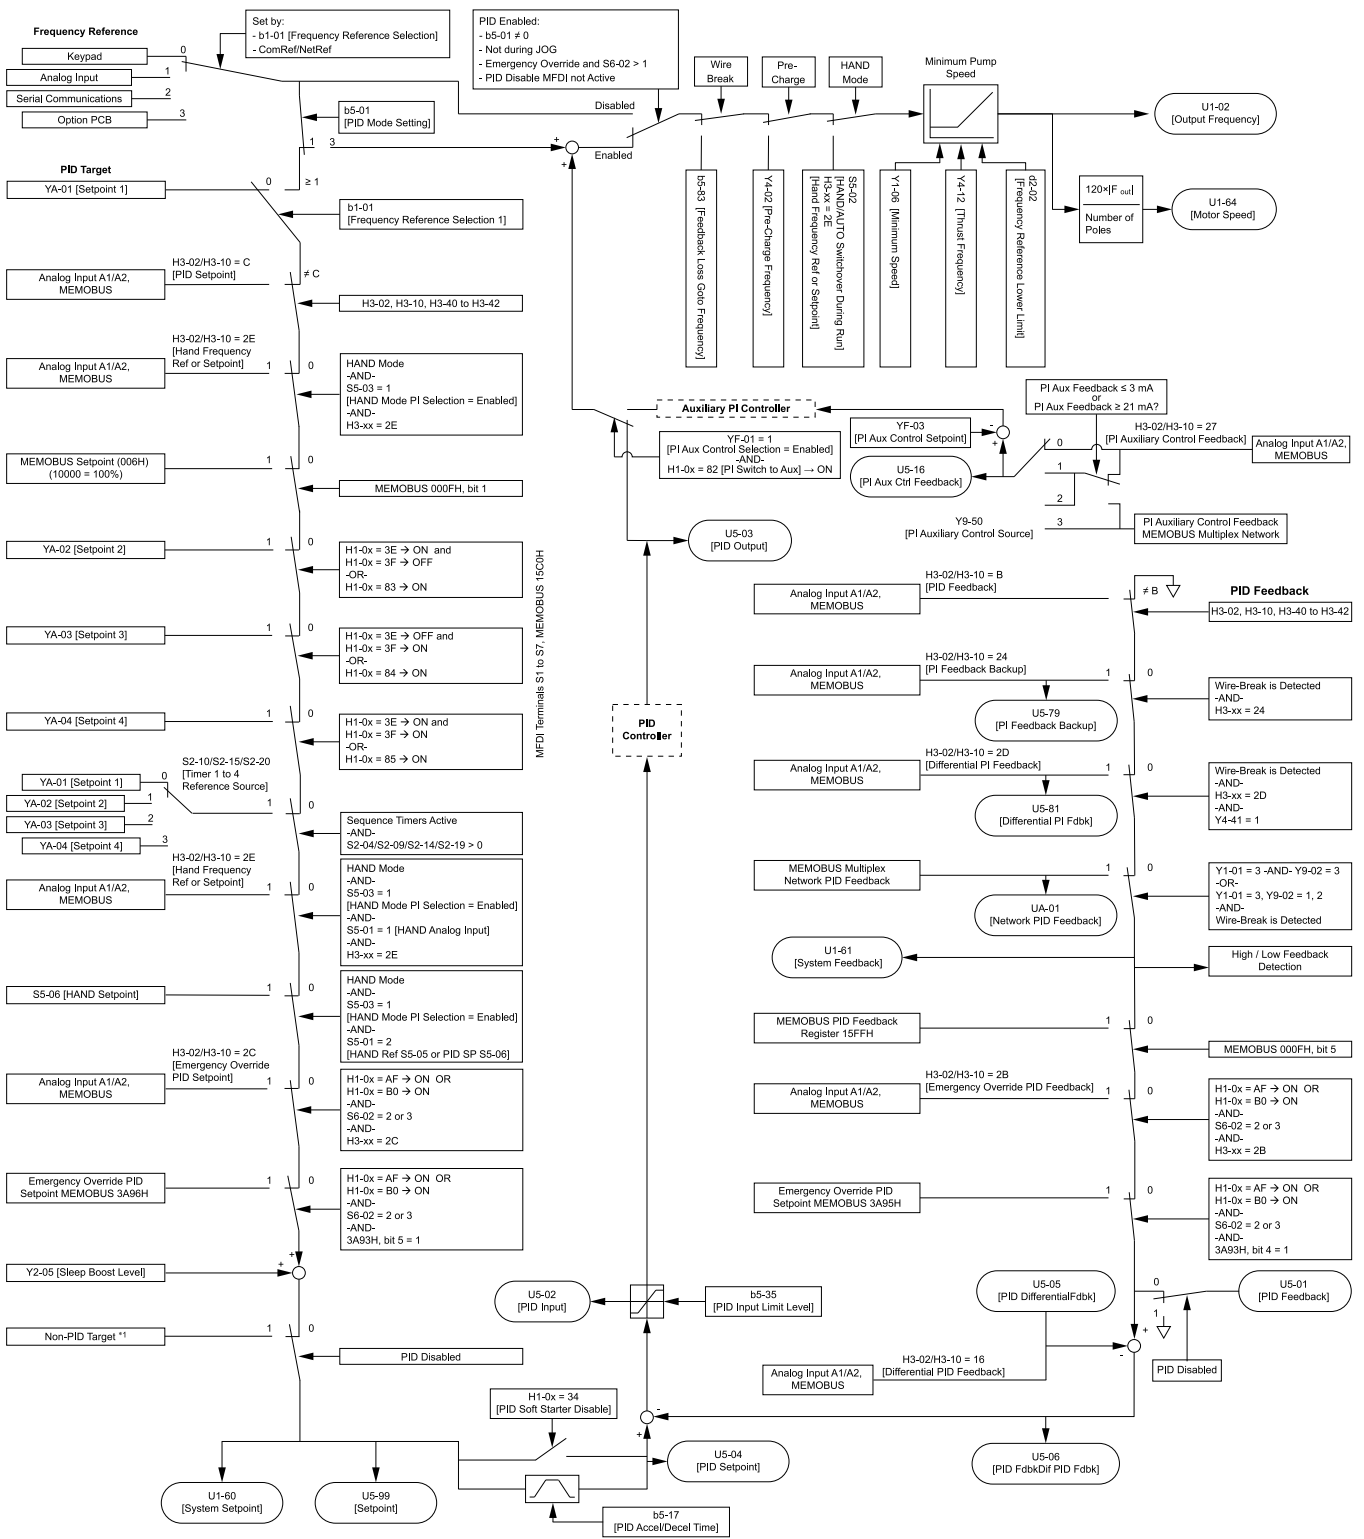 Frequency Reference
Keypad
0
Analog Input
1
Serial Communications
2
Option PCB
3
Set by:
- b1-01 [Frequency Reference Selection]
- ComRef/NetRef
PID Enabled:
- b5-01 ≠ 0
- Not during JOG
- Emergency Override and S6-02 > 1
- PID Disable MFDI not Active
Wire
Break
Pre-
Charge
HAND
Mode
Minimum Pump
Speed
U1-02
[Output Frequency]
b5-01
[PID Mode Setting]
Disabled
Enabled
1
3
+
+
PID Target
YA-01 [Setpoint 1]
0
≥ 1
b1-01
[Frequency Reference Selection 1]
b5-83 [Feedback Loss Goto Frequency]
Y4-02 [Pre-Charge Frequency]
S5-02
[HAND/AUTO Switchover During Run]
H3-xx = 2E
[Hand Frequency Ref or Setpoint]
Y1-06 [Minimum Speed]
Y4-12 [Thrust Frequency]
d2-02
[Frequency Reference Lower Limit]
120×|F out|
Number of
Poles
U1-64
[Motor Speed]
Analog Input A1/A2,
MEMOBUS
H3-02/H3-10 = C
[PID Setpoint]
≠ C
H3-02, H3-10, H3-40 to H3-42
Analog Input A1/A2,
MEMOBUS
H3-02/H3-10 = 2E
[Hand Frequency
Ref or Setpoint]
1
0
HAND Mode
-AND-
S5-03 = 1
[HAND Mode PI Selection = Enabled]
-AND-
H3-xx = 2E
MEMOBUS Setpoint (006H)
(10000 = 100%)
1
0
MEMOBUS 000FH, bit 1
YA-02 [Setpoint 2]
1
0
H1-0x = 3E → ON and
H1-0x = 3F → OFF
-OR-
H1-0x = 83 → ON
YA-03 [Setpoint 3]
1
0
H1-0x = 3E → OFF and
H1-0x = 3F → ON
-OR-
H1-0x = 84 → ON
YA-04 [Setpoint 4]
1
0
H1-0x = 3E → ON and
H1-0x = 3F → ON
-OR-
H1-0x = 85 → ON
MFDI Terminals S1 to S7, MEMOBUS 15C0H
S2-10/S2-15/S2-20
[Timer 1 to 4
Reference Source]
YA-01 [Setpoint 1]
0
YA-02 [Setpoint 2]
1
YA-03 [Setpoint 3]
2
YA-04 [Setpoint 4]
3
1
0
Sequence Timers Active
-AND-
S2-04/S2-09/S2-14/S2-19 > 0
Analog Input A1/A2,
MEMOBUS
H3-02/H3-10 = 2E
[Hand Frequency
Ref or Setpoint]
1
0
HAND Mode
-AND-
S5-03 = 1
[HAND Mode PI Selection = Enabled]
-AND-
S5-01 = 1 [HAND Analog Input]
-AND-
H3-xx = 2E
S5-06 [HAND Setpoint]
1
0
HAND Mode
-AND-
S5-03 = 1
[HAND Mode PI Selection = Enabled]
-AND-
S5-01 = 2
[HAND Ref S5-05 or PID SP S5-06]
Analog Input A1/A2,
MEMOBUS
H3-02/H3-10 = 2C
[Emergency Override
PID Setpoint]
1
0
H1-0x = AF → ON OR
H1-0x = B0 → ON
-AND-
S6-02 = 2 or 3
-AND-
H3-xx = 2C
Emergency Override PID
Setpoint MEMOBUS 3A96H
1
0
H1-0x = AF → ON OR
H1-0x = B0 → ON
-AND-
S6-02 = 2 or 3
-AND-
3A93H, bit 5 = 1
Y2-05 [Sleep Boost Level]
+
+
Non-PID Target *1
1
0
PID Disabled
U1-60
[System Setpoint]
U5-99
[Setpoint]
H1-0x = 34
[PID Soft Starter Disable]
b5-17
[PID Accel/Decel Time]
U5-04
[PID Setpoint]
+
-
U5-02
[PID Input]
b5-35
[PID Input Limit Level]
PID
Controller
U5-03
[PID Output]
Auxiliary PI Controller
YF-01 = 1
[PI Aux Control Selection = Enabled]
-AND-
H1-0x = 82 [PI Switch to Aux] → ON
YF-03
[PI Aux Control Setpoint]
-
+
U5-16
[PI Aux Ctrl Feedback]
PI Aux Feedback ≤ 3 mA
or
PI Aux Feedback ≥ 21 mA?
H3-02/H3-10 = 27
[PI Auxiliary Control Feedback]
Analog Input A1/A2,
MEMOBUS
0
1
2
3
Y9-50
[PI Auxiliary Control Source]
PI Auxiliary Control Feedback
MEMOBUS Multiplex Network
PID Feedback
Analog Input A1/A2,
MEMOBUS
H3-02/H3-10 = B
[PID Feedback]
≠ B
H3-02, H3-10, H3-40 to H3-42
Analog Input A1/A2,
MEMOBUS
H3-02/H3-10 = 24
[PI Feedback Backup]
1
0
U5-79
[PI Feedback Backup]
Wire-Break is Detected
-AND-
H3-xx = 24
Analog Input A1/A2,
MEMOBUS
H3-02/H3-10 = 2D
[Differential PI Feedback]
1
0
U5-81
[Differential PI Fdbk]
Wire-Break is Detected
-AND-
H3-xx = 2D
-AND-
Y4-41 = 1
MEMOBUS Multiplex
Network PID Feedback
1
0
UA-01
[Network PID Feedback]
Y1-01 = 3 -AND- Y9-02 = 3
-OR-
Y1-01 = 3, Y9-02 = 1, 2
-AND-
Wire-Break is Detected
U1-61
[System Feedback]
High / Low Feedback
Detection
MEMOBUS PID Feedback
Register 15FFH
1
0
MEMOBUS 000FH, bit 5
Analog Input A1/A2,
MEMOBUS
H3-02/H3-10 = 2B
[Emergency Override PID Feedback]
1
0
H1-0x = AF → ON OR
H1-0x = B0 → ON
-AND-
S6-02 = 2 or 3
-AND-
H3-xx = 2B
Emergency Override PID
Setpoint MEMOBUS 3A95H
1
0
H1-0x = AF → ON OR
H1-0x = B0 → ON
-AND-
S6-02 = 2 or 3
-AND-
3A93H, bit 4 = 1
U5-05
[PID DifferentialFdbk]
0
1
U5-01
[PID Feedback]
+
-
PID Disabled
Analog Input A1/A2,
MEMOBUS
H3-02/H3-10 = 16
[Differential PID Feedback]
U5-06
[PID FdbkDif PID Fdbk]